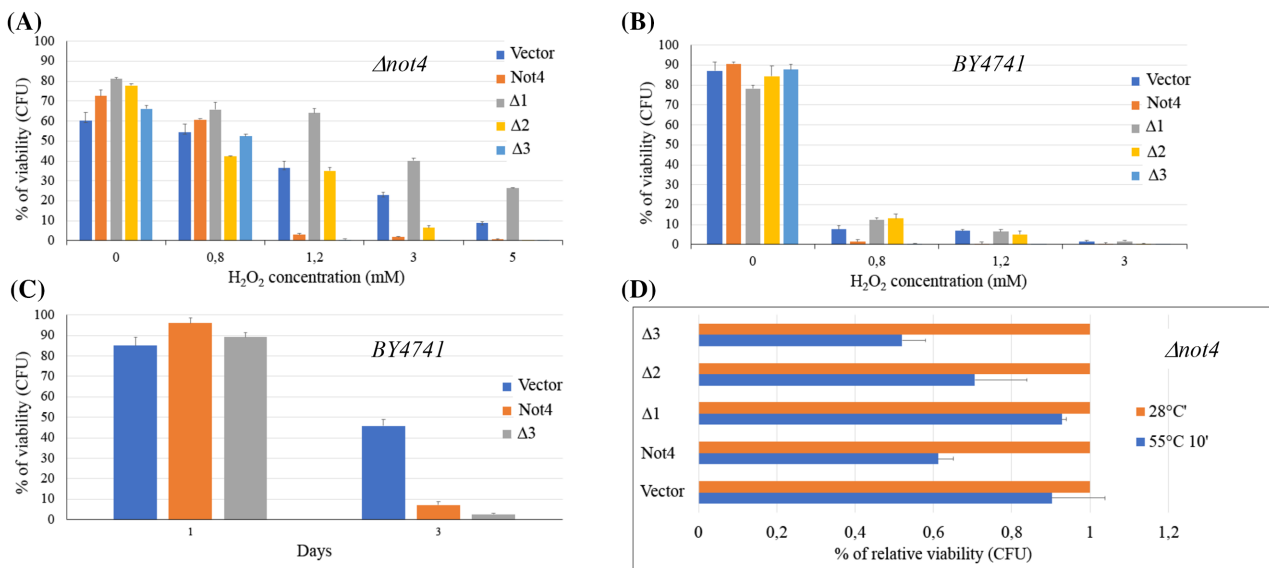 (A)
100
90
80
70
60
50
40
30
20
10
0
% of viability (CFU)
Δnot4
Vector
Not4
Δ1
Δ2
Δ3
0 0,8 1,2 3 5
H₂O₂ concentration (mM)
(B)
100
90
80
70
60
50
40
30
20
10
0
% of viability (CFU)
BY4741
Vector
Not4
Δ1
Δ2
Δ3
0 0,8 1,2 3
H₂O₂ concentration (mM)
(C)
100
90
80
70
60
50
40
30
20
10
0
% of viability (CFU)
BY4741
Vector
Not4
Δ3
1 3
Days
(D)
Δ3
Δ2
Δ1
Not4
Vector
Δnot4
28°C'
55°C 10'
0 0,2 0,4 0,6 0,8 1 1,2
% of relative viability (CFU)